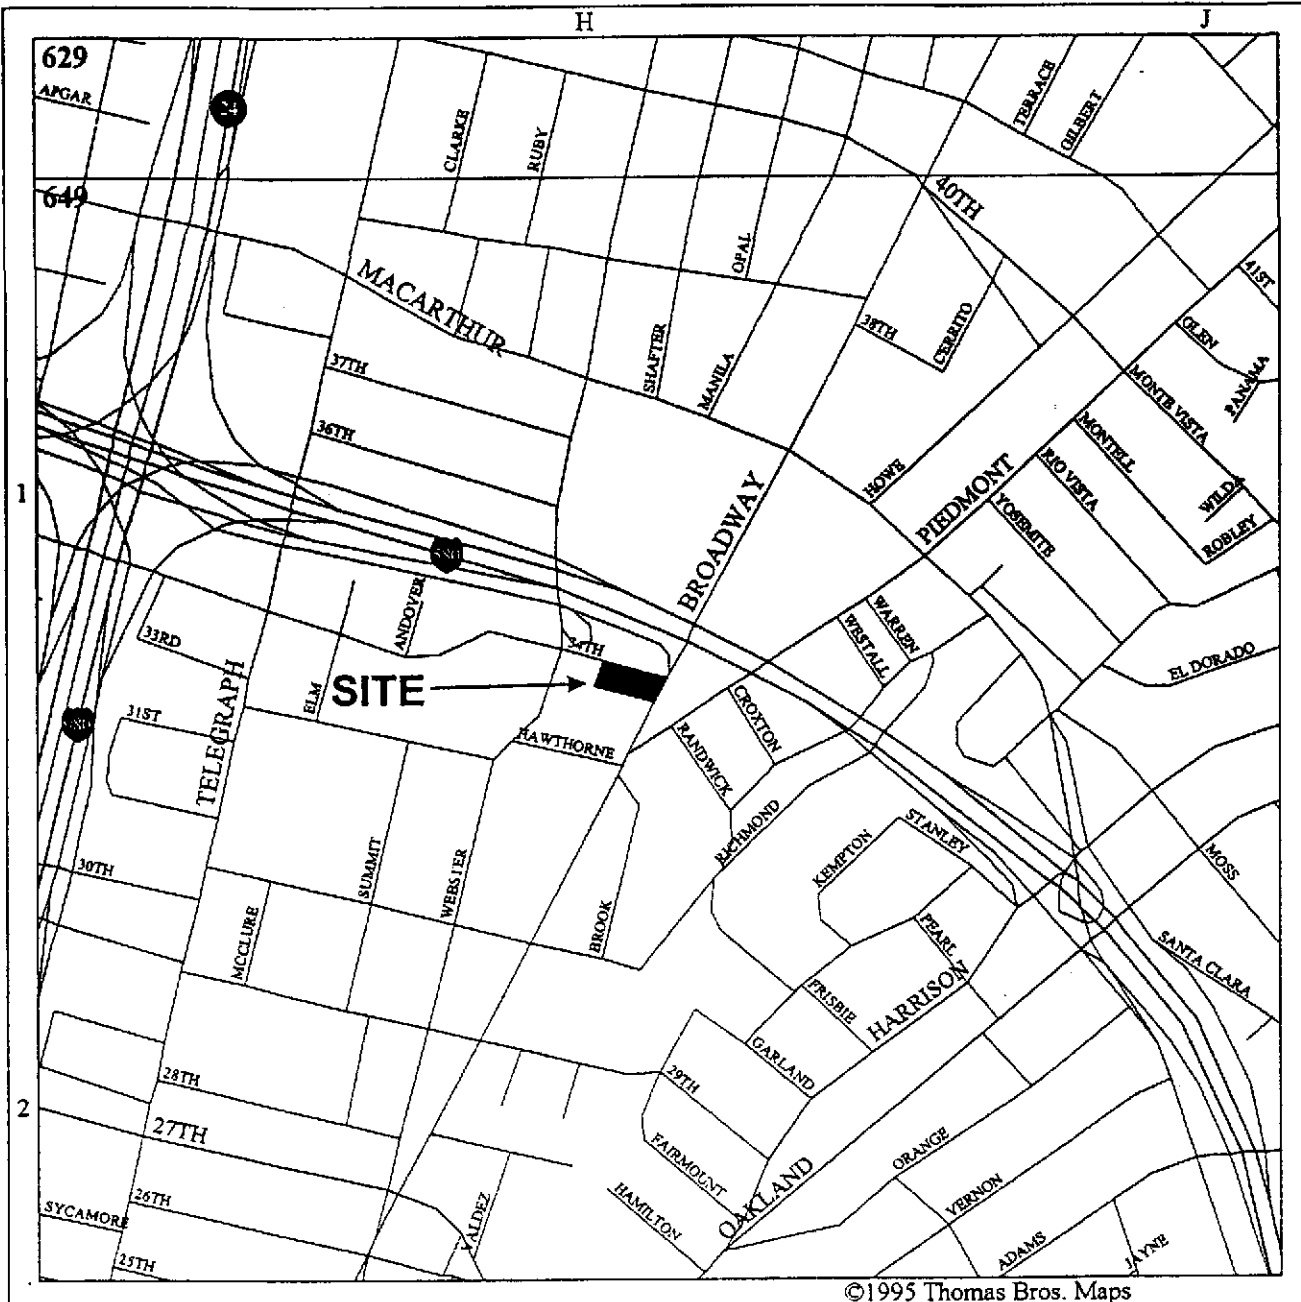 H
J
629
APGAR
24
CLARKE
RUBY
TERRACE
GILBERT
649
40TH
MACARTHUR
OPAL
41ST
38TH
CERRITO
GLEN
SHAFTER
MANILA
PANAMA
37TH
MONTE VISTA
36TH
MONTELL
1
HOWE
PIEDMONT
RIO VISTA
WILDA
YOSEMITE
ROBLEY
BROADWAY
580
ANDOVER
WARREN
WESTALL
33RD
34TH
EL DORADO
SITE
ELM
TELEGRAPH
31ST
CROXTON
580
HAWTHORNE
RANDWICK
RICHMOND
STANLEY
KEMPTON
MOSS
30TH
SUMMIT
WEBSTER
MCCLURE
BROOK
PEARL
SANTA CLARA
FRISBIE
HARRISON
GARLAND
28TH
29TH
2
27TH
FAIRMOUNT
ORANGE
OAKLAND
VERNON
HAMILTON
26TH
SYCAMORE
VALDEZ
25TH
ADAMS
JAYNE
©1995 Thomas Bros. Maps